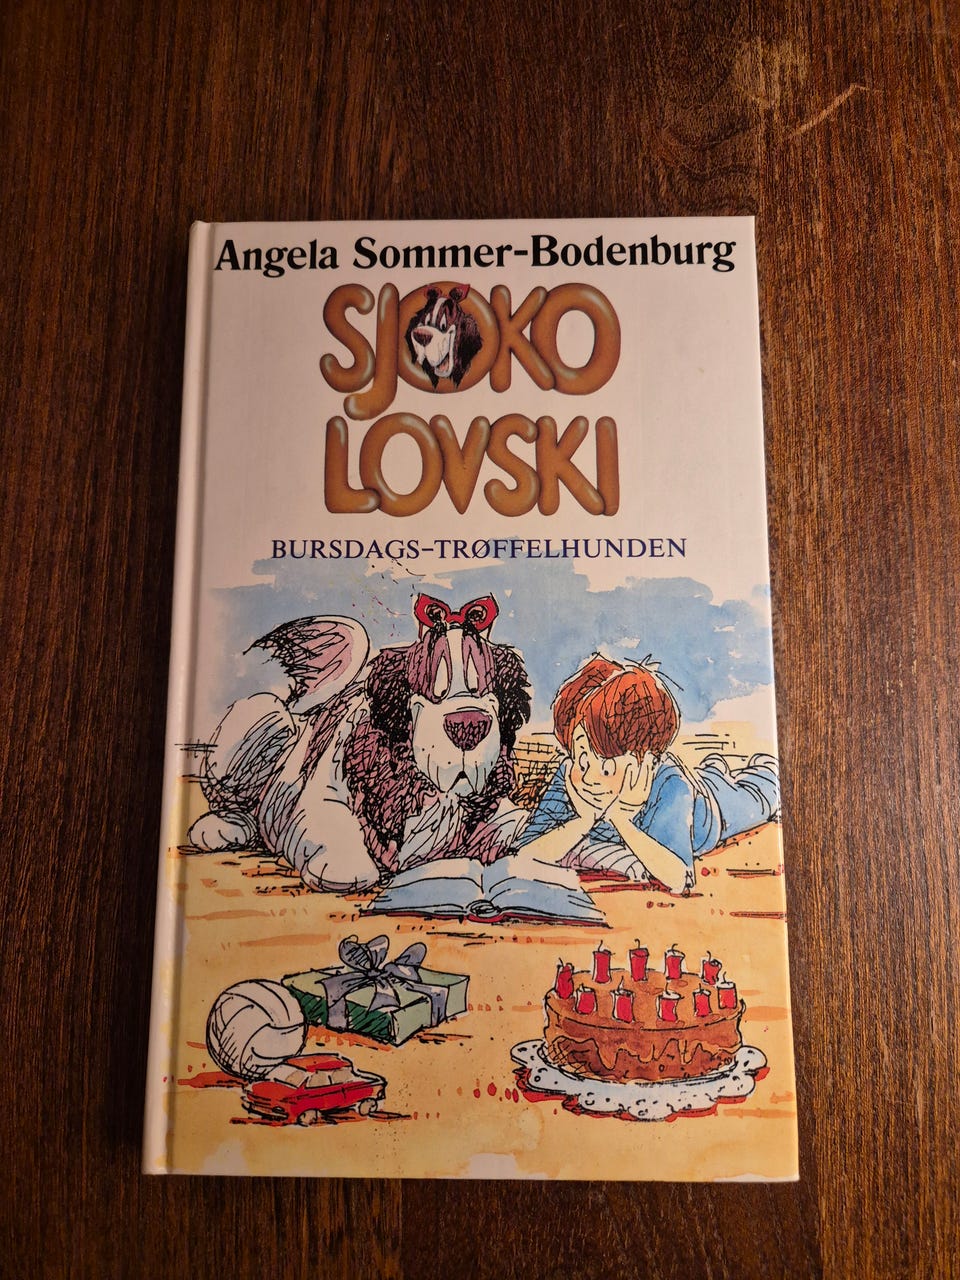 Angela Sommer-Bodenburg
SJOKO
LOVSKI
BURSDAGS-TRØFFELHUNDEN